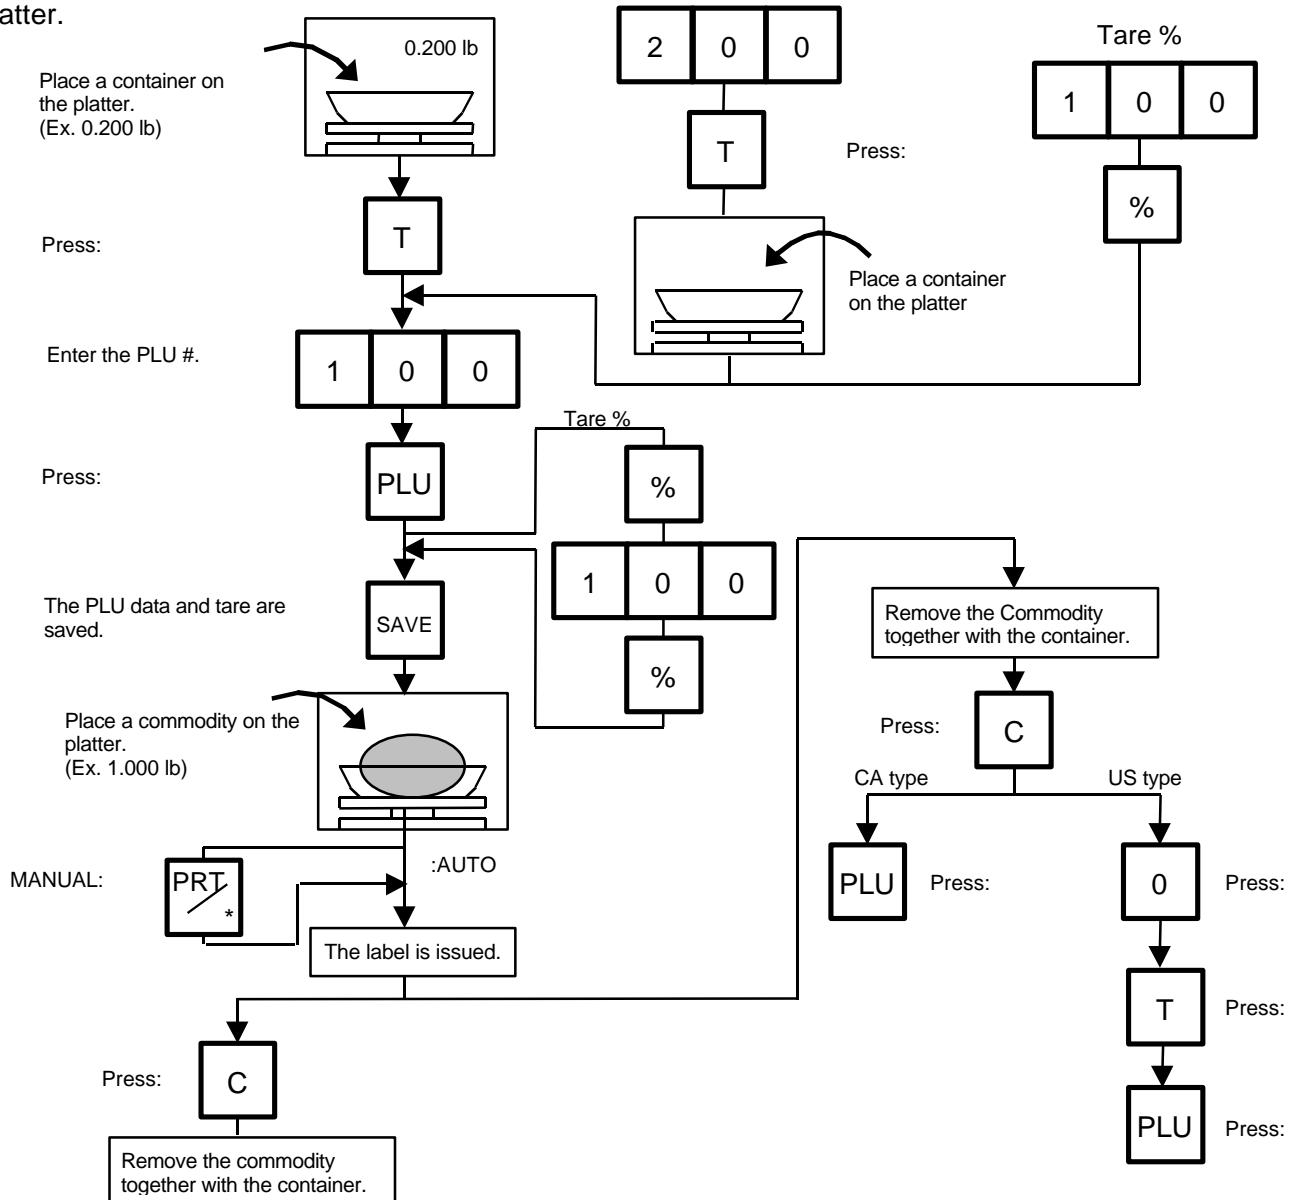 atter.
0.200 lb
Place a container on
the platter.
(Ex. 0.200 lb)
Press:
T
2 0 0
T
Press:
Place a container
on the platter
Tare %
1 0 0
%
Enter the PLU #.
1 0 0
Press:
PLU
Tare %
%
1 0 0
%
The PLU data and tare are
saved.
SAVE
Place a commodity on the
platter.
(Ex. 1.000 lb)
MANUAL:
PRT
*
:AUTO
The label is issued.
Press:
C
Remove the commodity
together with the container.
Remove the Commodity
together with the container.
Press:
C
CA type
US type
PLU
Press:
0
Press:
T
Press:
PLU
Press: